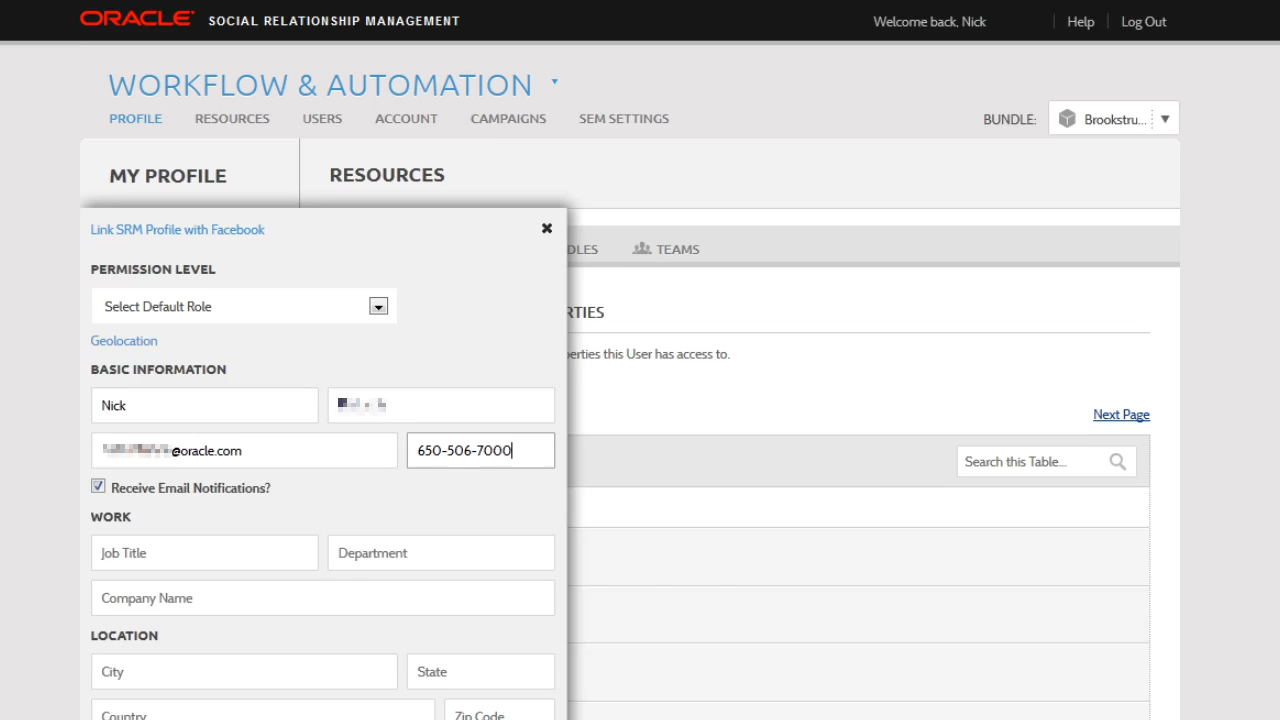 ORACLE SOCIAL RELATIONSHIP MANAGEMENT Welcome back, Nick Help Log Out
WORKFLOW & AUTOMATION
PROFILE RESOURCES USERS ACCOUNT CAMPAIGNS SEM SETTINGS BUNDLE: Brookstru...
MY PROFILE RESOURCES
Link SRM Profile with Facebook
DLES TEAMS
PERMISSION LEVEL
Select Default Role
RTIES
Geolocation
perties this User has access to.
BASIC INFORMATION
Nick
Next Page
@oracle.com 650-506-7000
Search this Table...
Receive Email Notifications?
WORK
Job Title Department
Company Name
LOCATION
City State
Country Zip Code